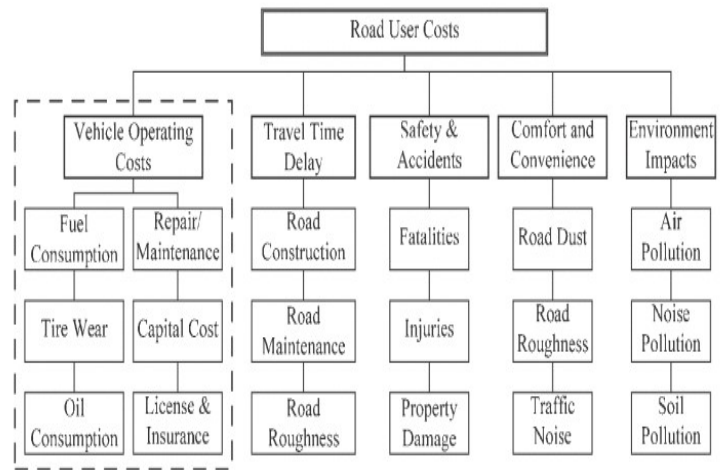 Road User Costs
Vehicle Operating
Costs
Travel Time
Delay
Safety &
Accidents
Comfort and
Convenience
Environment
Impacts
Fuel
Consumption
Repair/
Maintenance
Road
Construction
Fatalities
Road Dust
Air
Pollution
Tire Wear
Capital Cost
Road
Maintenance
Injuries
Road
Roughness
Noise
Pollution
Oil
Consumption
License &
Insurance
Road
Roughness
Property
Damage
Traffic
Noise
Soil
Pollution